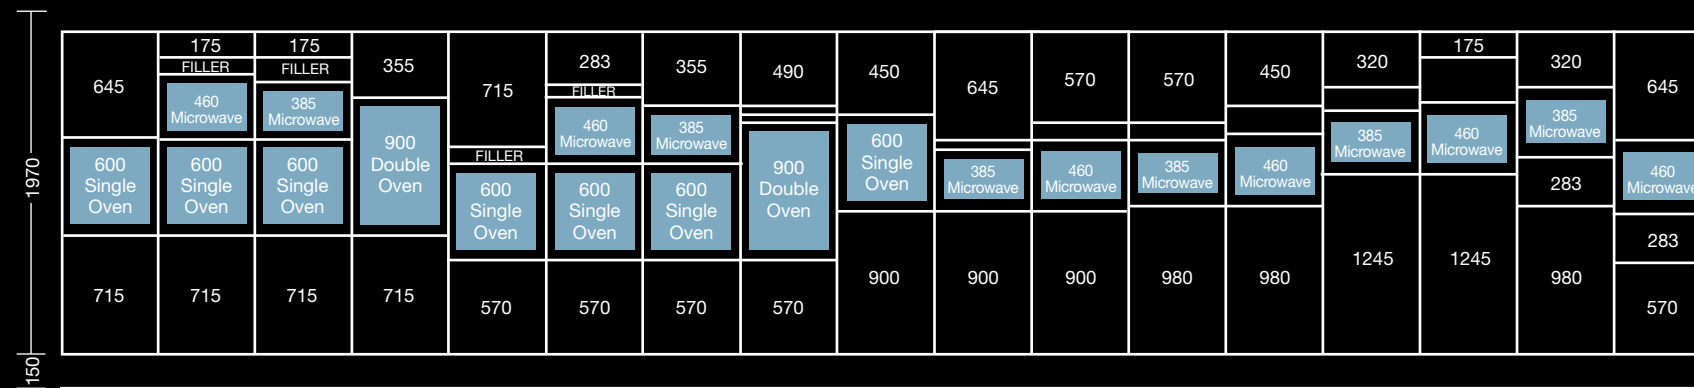 1970
150
645
600
Single
Oven
715
175
FILLER
460
Microwave
600
Single
Oven
715
175
FILLER
385
Microwave
600
Single
Oven
715
355
900
Double
Oven
715
715
FILLER
600
Single
Oven
570
283
FILLER
460
Microwave
600
Single
Oven
570
355
385
Microwave
600
Single
Oven
570
490
900
Double
Oven
570
450
600
Single
Oven
900
645
385
Microwave
900
570
460
Microwave
900
570
385
Microwave
980
450
460
Microwave
980
320
385
Microwave
1245
175
460
Microwave
1245
320
385
Microwave
283
980
645
460
Microwave
283
570